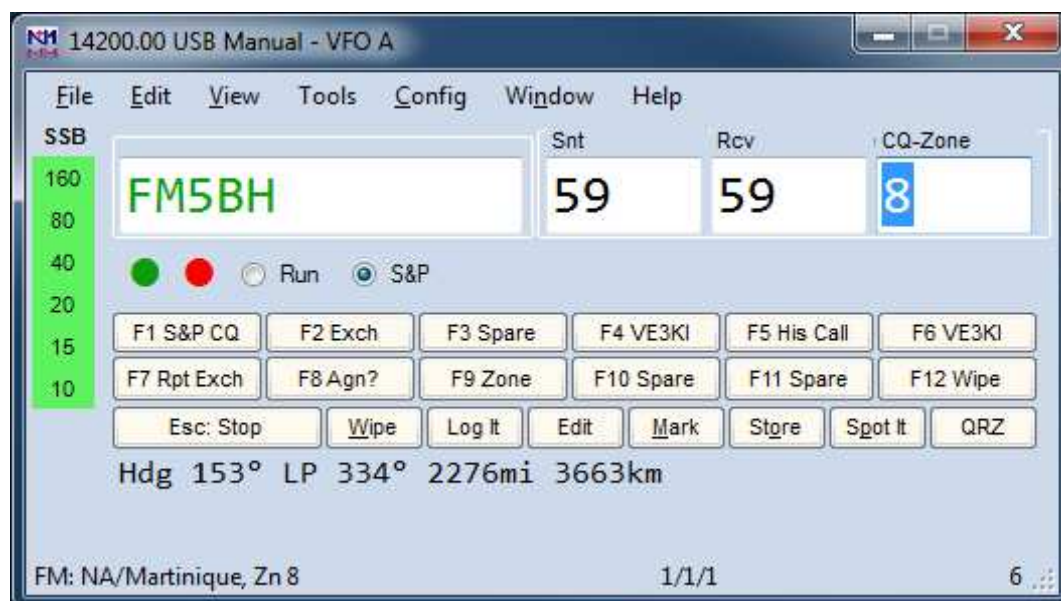 14200.00 USB Manual - VFO A
File Edit View Tools Config Window Help
SSB Snt Rcv CQ-Zone
160 FM5BH 59 59 8
80
40 Run S&P
20
15 F1 S&P CQ F2 Exch F3 Spare F4 VE3KI F5 His Call F6 VE3KI
10 F7 Rpt Exch F8 Agn? F9 Zone F10 Spare F11 Spare F12 Wipe
Esc: Stop Wipe Log It Edit Mark Store Spot It QRZ
Hdg 153° LP 334° 2276mi 3663km
FM: NA/Martinique, Zn 8 1/1/1 6